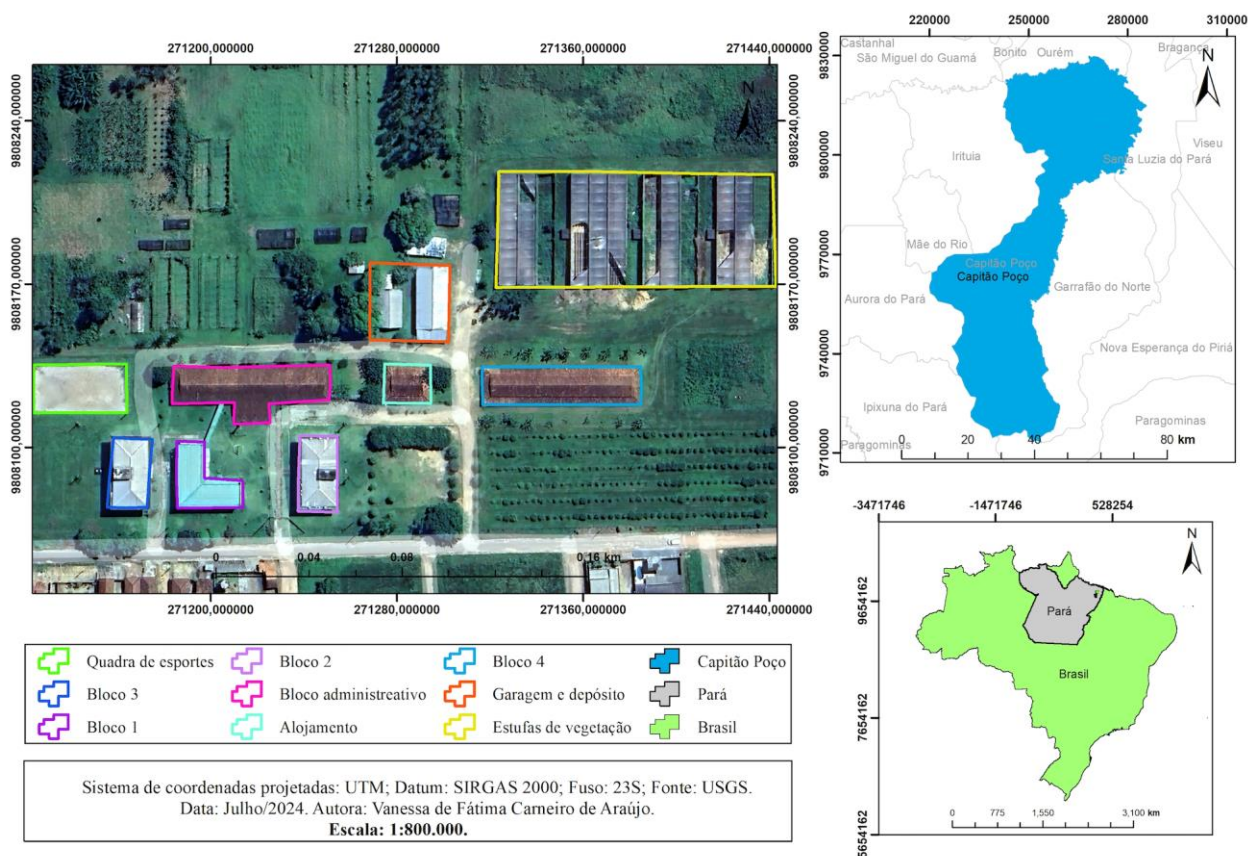 271200,000000 271280,000000 271360,000000 271440,000000
9808240,000000
9808170,000000
9808100,000000
N
9808240,000000
9808170,000000
9808100,000000
0 0.04 0.08 0.16 km
271200,000000 271280,000000 271360,000000 271440,000000
220000 250000 280000 310000
9830000
9800000
9770000
9740000
9710000
Castanhal
São Miguel do Guamá
Bonito
Ourém
Bragança
N
Viseu
Irituia
Santa Luzia do Pará
Mãe do Rio
Capitão Poço
Capitão Poço
Aurora do Pará
Garrafão do Norte
Nova Esperança do Piriá
Ipixuna do Pará
Paragominas
Paragominas
0 20 40 80 km
-3471746 -1471746 528254
9654162
7654162
5654162
N
Pará
Brasil
0 775 1,550 3,100 km
Quadra de esportes Bloco 2 Bloco 4 Capitão Poço
Bloco 3 Bloco administreativo Garagem e depósito Pará
Bloco 1 Alojamento Estufas de vegetação Brasil
Sistema de coordenadas projetadas: UTM; Datum: SIRGAS 2000; Fuso: 23S; Fonte: USGS.
Data: Julho/2024. Autora: Vanessa de Fátima Carneiro de Araújo.
Escala: 1:800.000.